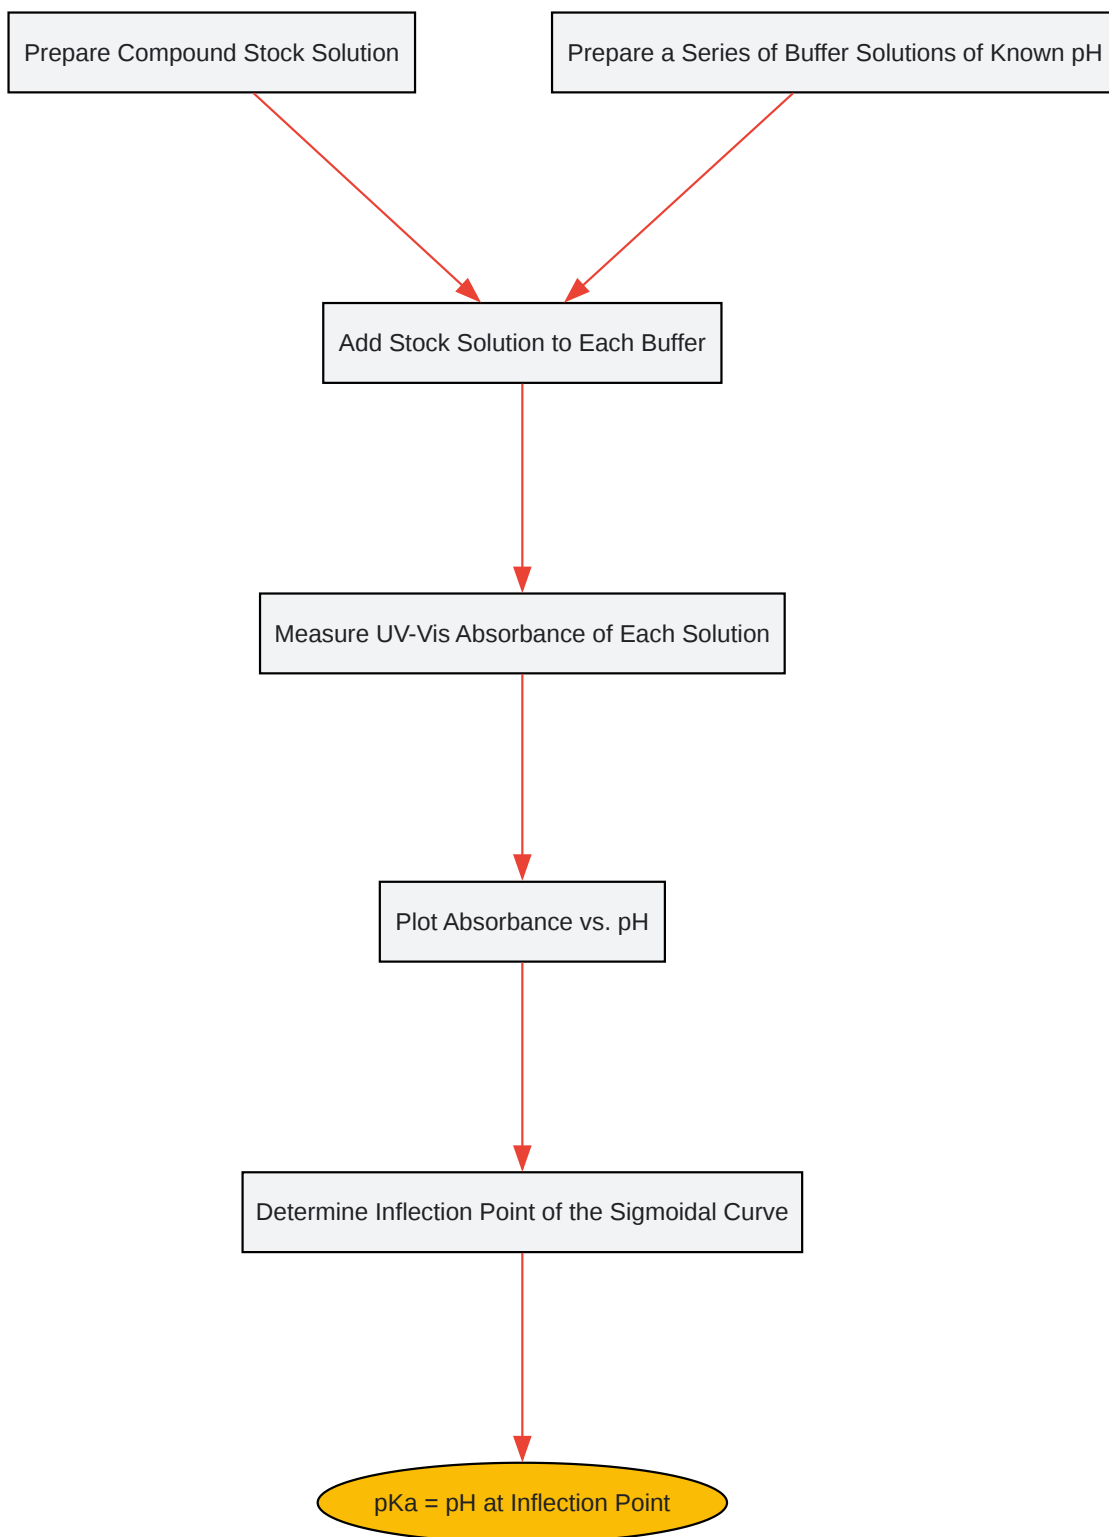 Prepare Compound Stock Solution
Prepare a Series of Buffer Solutions of Known pH
Add Stock Solution to Each Buffer
Measure UV-Vis Absorbance of Each Solution
Plot Absorbance vs. pH
Determine Inflection Point of the Sigmoidal Curve
pKa = pH at Inflection Point